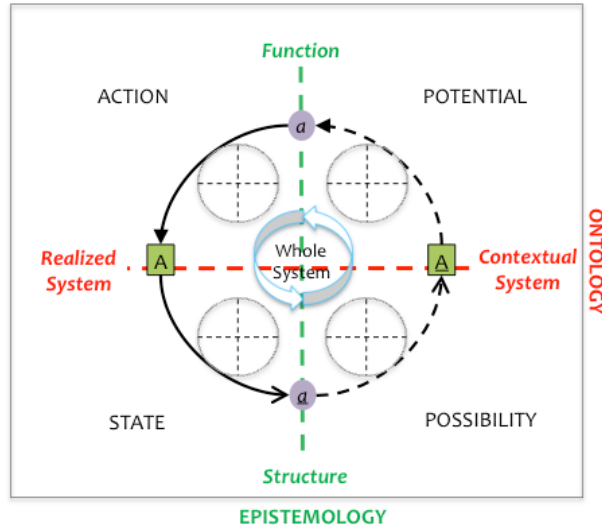 Function
ACTION
POTENTIAL
a
Realized
System
A
Whole
System
A
Contextual
System
ONTOLOGY
a
STATE
POSSIBILITY
Structure
EPISTEMOLOGY